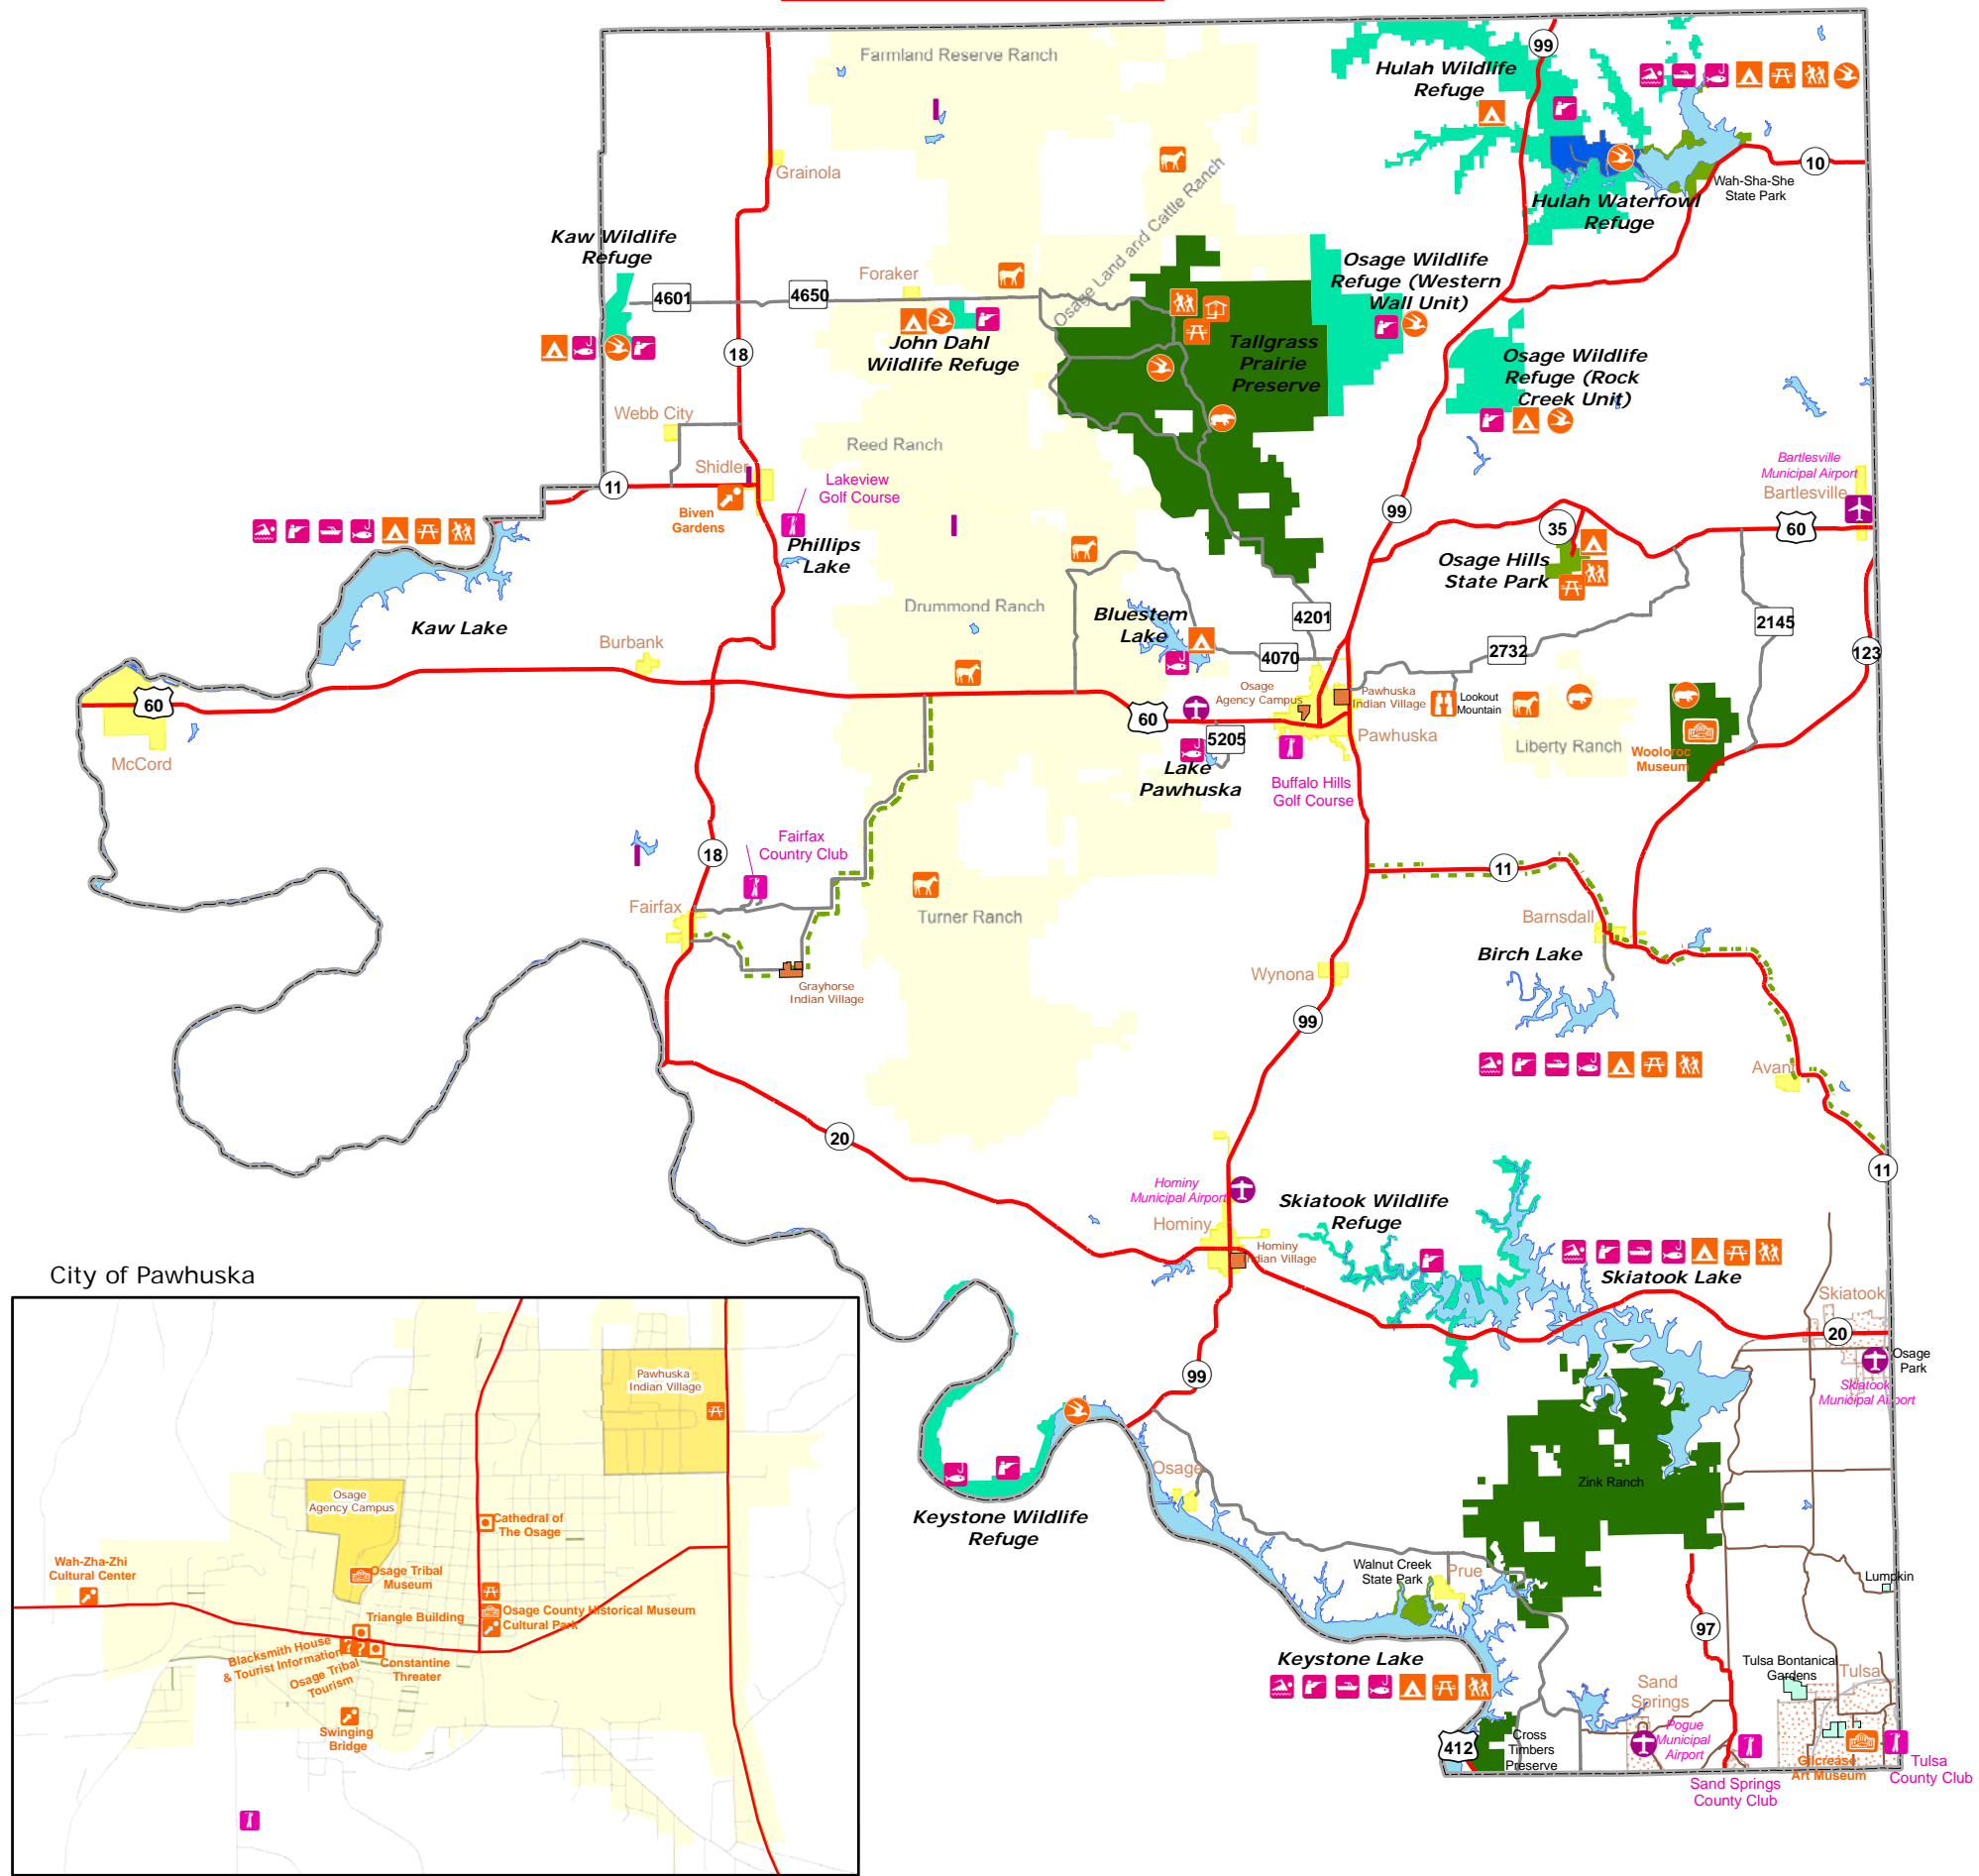 Farmland Reserve Ranch
99
Hulah Wildlife
Refuge
10
Grainola
Wah-Sha-She
State Park
Osage Land and Cattle Ranch
Hulah Waterfowl
Refuge
Kaw Wildlife
Refuge
Foraker
Osage Wildlife
Refuge (Western
Wall Unit)
4601
4650
18
John Dahl
Wildlife Refuge
Tallgrass
Prairie
Preserve
Osage Wildlife
Refuge (Rock
Creek Unit)
Webb City
Reed Ranch
Shidler
11
Lakeview
Golf Course
Biven
Gardens
Phillips
Lake
Bartlesville
Municipal Airport
Bartlesville
99
35
60
Osage Hills
State Park
Kaw Lake
Drummond Ranch
Bluestem
Lake
4201
2145
Burbank
4070
2732
123
60
McCord
Osage
Agency Campus
Pawhuska
Indian Village
Lookout
Mountain
60
5205
Pawhuska
Liberty Ranch
Wooloroc
Museum
Lake
Pawhuska
Buffalo Hills
Golf Course
18
Fairfax
Country Club
11
Fairfax
Turner Ranch
Barnsdall
Birch Lake
Wynona
Grayhorse
Indian Village
99
Avant
20
11
Hominy
Municipal Airport
Hominy
Hominy
Indian Village
Skiatook Wildlife
Refuge
Skiatook Lake
Skiatook
20
Osage
Park
Skiatook
Municipal Airport
99
Osage
Zink Ranch
Keystone Wildlife
Refuge
Walnut Creek
State Park
Prue
Lumpkin
97
Keystone Lake
Tulsa Bontanical
Gardens
Tulsa
Sand
Springs
Pogue
Municipal
Airport
412
Cross
Timbers
Preserve
Gilcrease
Art Museum
Tulsa
County Club
Sand Springs
County Club
City of Pawhuska
Pawhuska
Indian Village
Osage
Agency Campus
Cathedral of
The Osage
Wah-Zha-Zhi
Cultural Center
Osage Tribal
Museum
Osage County Historical Museum
Cultural Park
Triangle Building
Blacksmith House
& Tourist Information
Osage Tribal
Tourism
Constantine
Threater
Swinging
Bridge